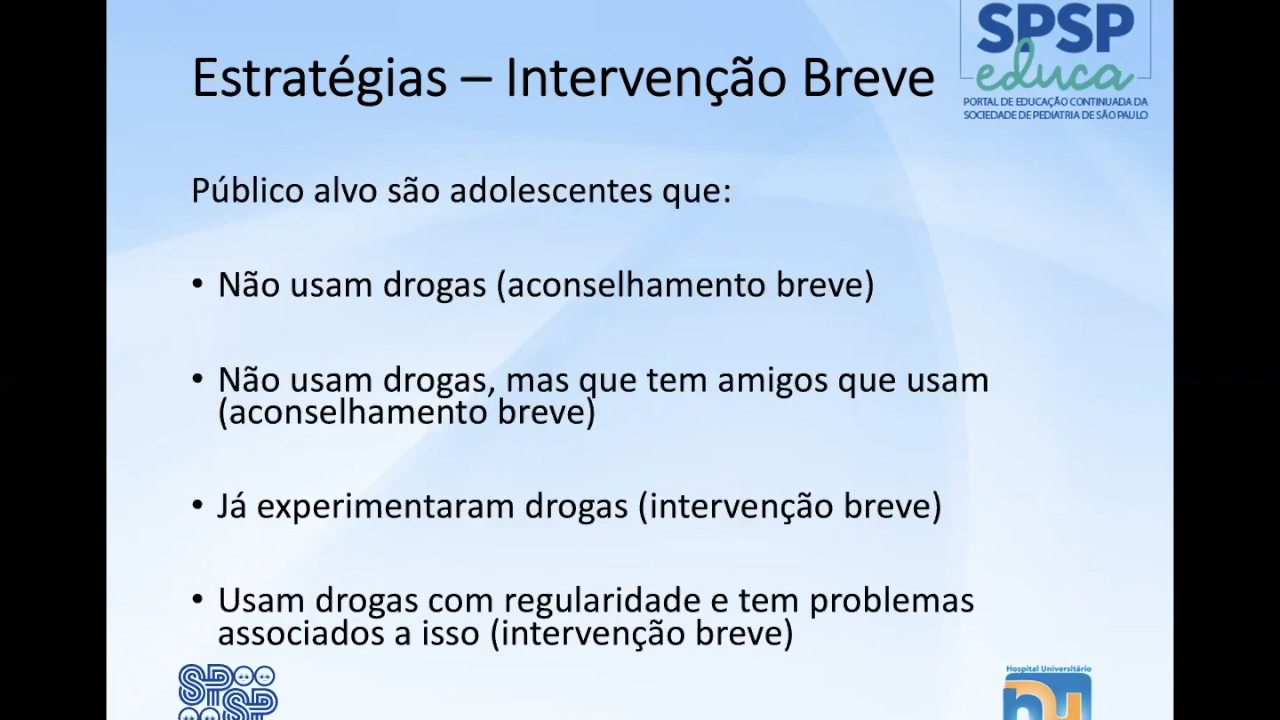 SPSP
educa
PORTAL DE EDUCAÇÃO CONTINUADA DA
SOCIEDADE DE PEDIATRIA DE SÃO PAULO
Estratégias – Intervenção Breve
Público alvo são adolescentes que:
• Não usam drogas (aconselhamento breve)
• Não usam drogas, mas que tem amigos que usam
(aconselhamento breve)
• Já experimentaram drogas (intervenção breve)
• Usam drogas com regularidade e tem problemas
associados a isso (intervenção breve)
SP
SP
Hospital Universitário
hu